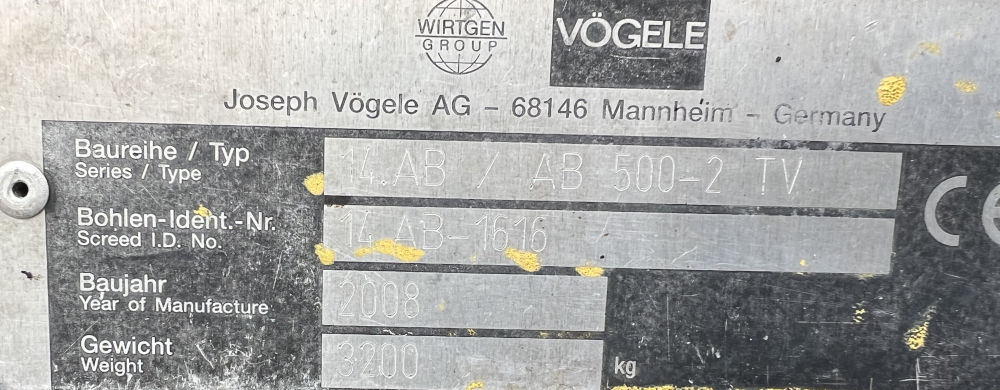 WIRTGEN
GROUP
VÖGELE
Joseph Vögele AG – 68146 Mannheim – Germany
Baureihe / Typ
Series / Type
14.AB / AB 500-2 TV
Bohlen-Ident.-Nr.
Screed I.D. No.
14 AB-1616
Baujahr
Year of Manufacture
2008
Gewicht
Weight
3200
kg
CE